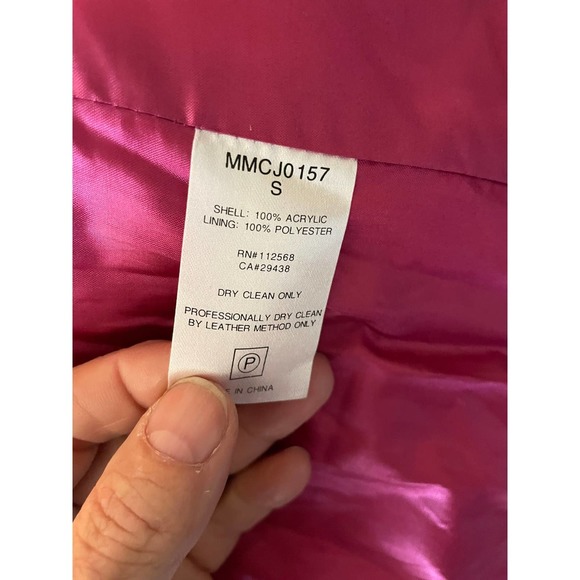 MMCJ0157
S
SHELL: 100% ACRYLIC
LINING: 100% POLYESTER
RN#112568
CA#29438
DRY CLEAN ONLY
PROFESSIONALLY DRY CLEAN
BY LEATHER METHOD ONLY
P
IN CHINA